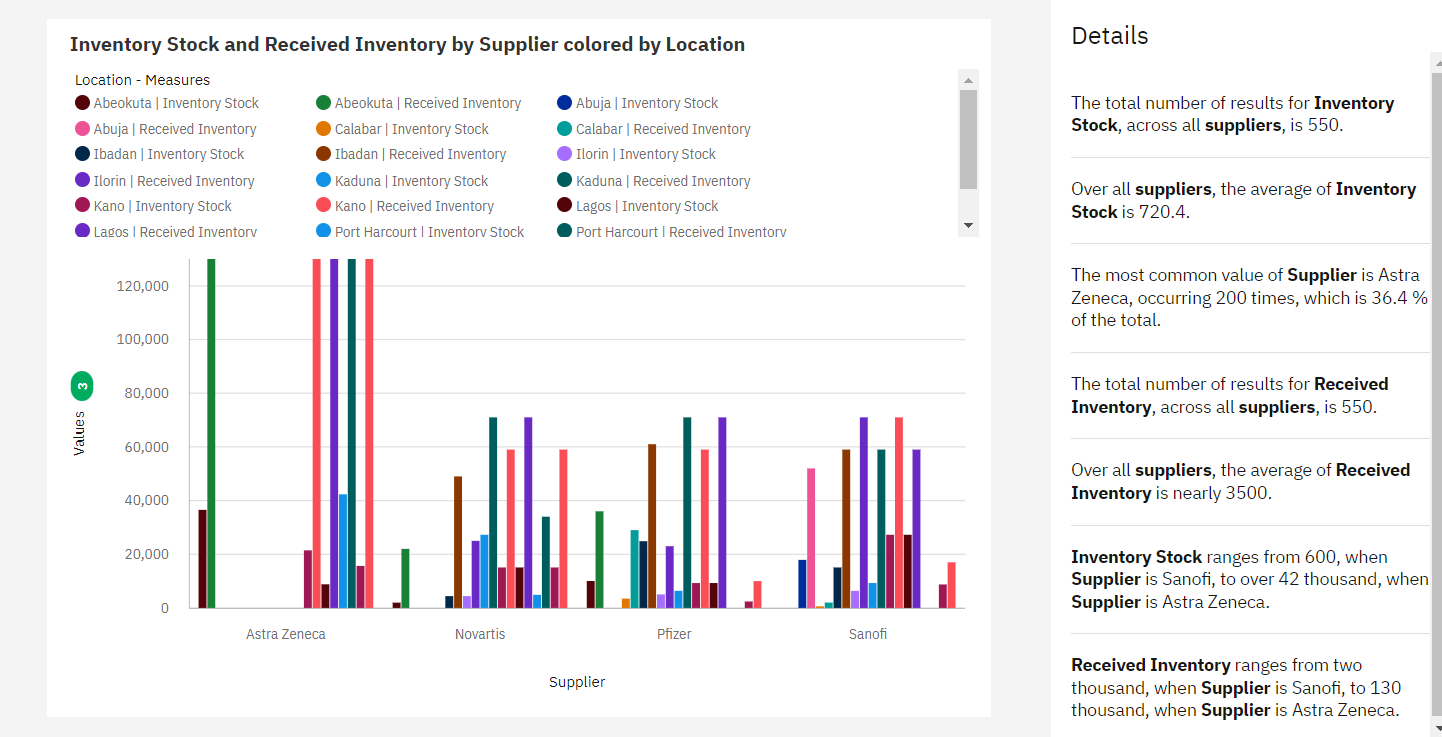 Inventory Stock and Received Inventory by Supplier colored by Location
Location - Measures
Abeokuta | Inventory Stock
Abeokuta | Received Inventory
Abuja | Inventory Stock
Abuja | Received Inventory
Calabar | Inventory Stock
Calabar | Received Inventory
Ibadan | Inventory Stock
Ibadan | Received Inventory
Ilorin | Inventory Stock
Ilorin | Received Inventory
Kaduna | Inventory Stock
Kaduna | Received Inventory
Kano | Inventory Stock
Kano | Received Inventory
Lagos | Inventory Stock
Lagos | Received Inventory
Port Harcourt | Inventory Stock
Port Harcourt | Received Inventory
120,000
100,000
80,000
60,000
40,000
20,000
0
Values
3
Astra Zeneca
Novartis
Pfizer
Sanofi
Supplier
Details
The total number of results for Inventory
Stock, across all suppliers, is 550.
Over all suppliers, the average of Inventory
Stock is 720.4.
The most common value of Supplier is Astra
Zeneca, occurring 200 times, which is 36.4 %
of the total.
The total number of results for Received
Inventory, across all suppliers, is 550.
Over all suppliers, the average of Received
Inventory is nearly 3500.
Inventory Stock ranges from 600, when
Supplier is Sanofi, to over 42 thousand, when
Supplier is Astra Zeneca.
Received Inventory ranges from two
thousand, when Supplier is Sanofi, to 130
thousand, when Supplier is Astra Zeneca.